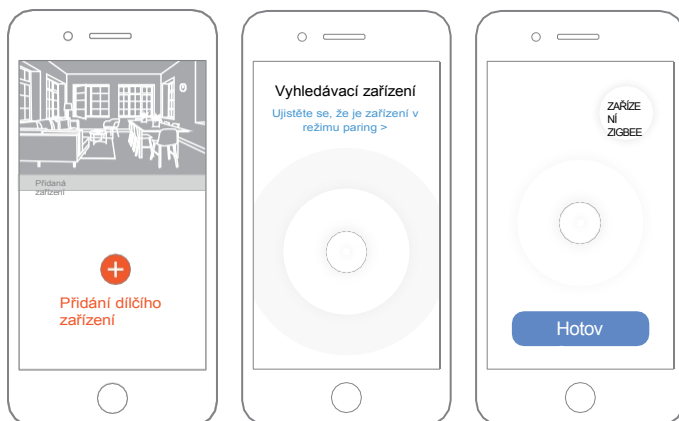 Přidaná
zařízení
Přidání dílčího
zařízení
Vyhledávací zařízení
Ujistěte se, že je zařízení v
režimu paring >
ZAŘÍZE
NÍ
ZIGBEE
Hotov